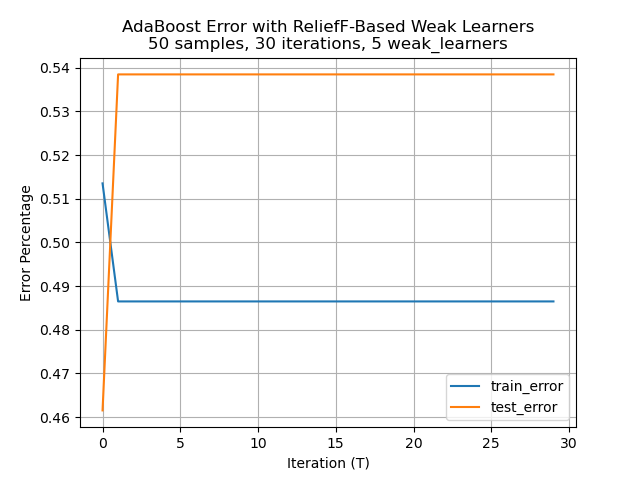 AdaBoost Error with ReliefF-Based Weak Learners
50 samples, 30 iterations, 5 weak_learners
Error Percentage
0.54
0.53
0.52
0.51
0.50
0.49
0.48
0.47
0.46
train_error
test_error
0 5 10 15 20 25 30
Iteration (T)